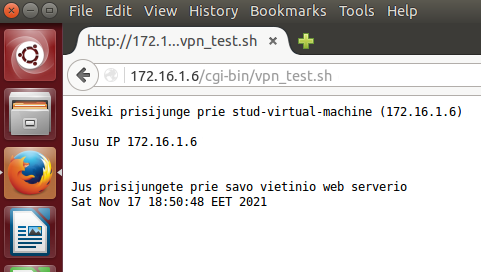 File Edit View History Bookmarks Tools Help
http://172.1...vpn_test.sh
172.16.1.6/cgi-bin/vpn_test.sh
Sveiki prisijunge prie stud-virtual-machine (172.16.1.6)
Jusu IP 172.16.1.6
Jus prisijungete prie savo vietinio web serverio
Sat Nov 17 18:50:48 EET 2021